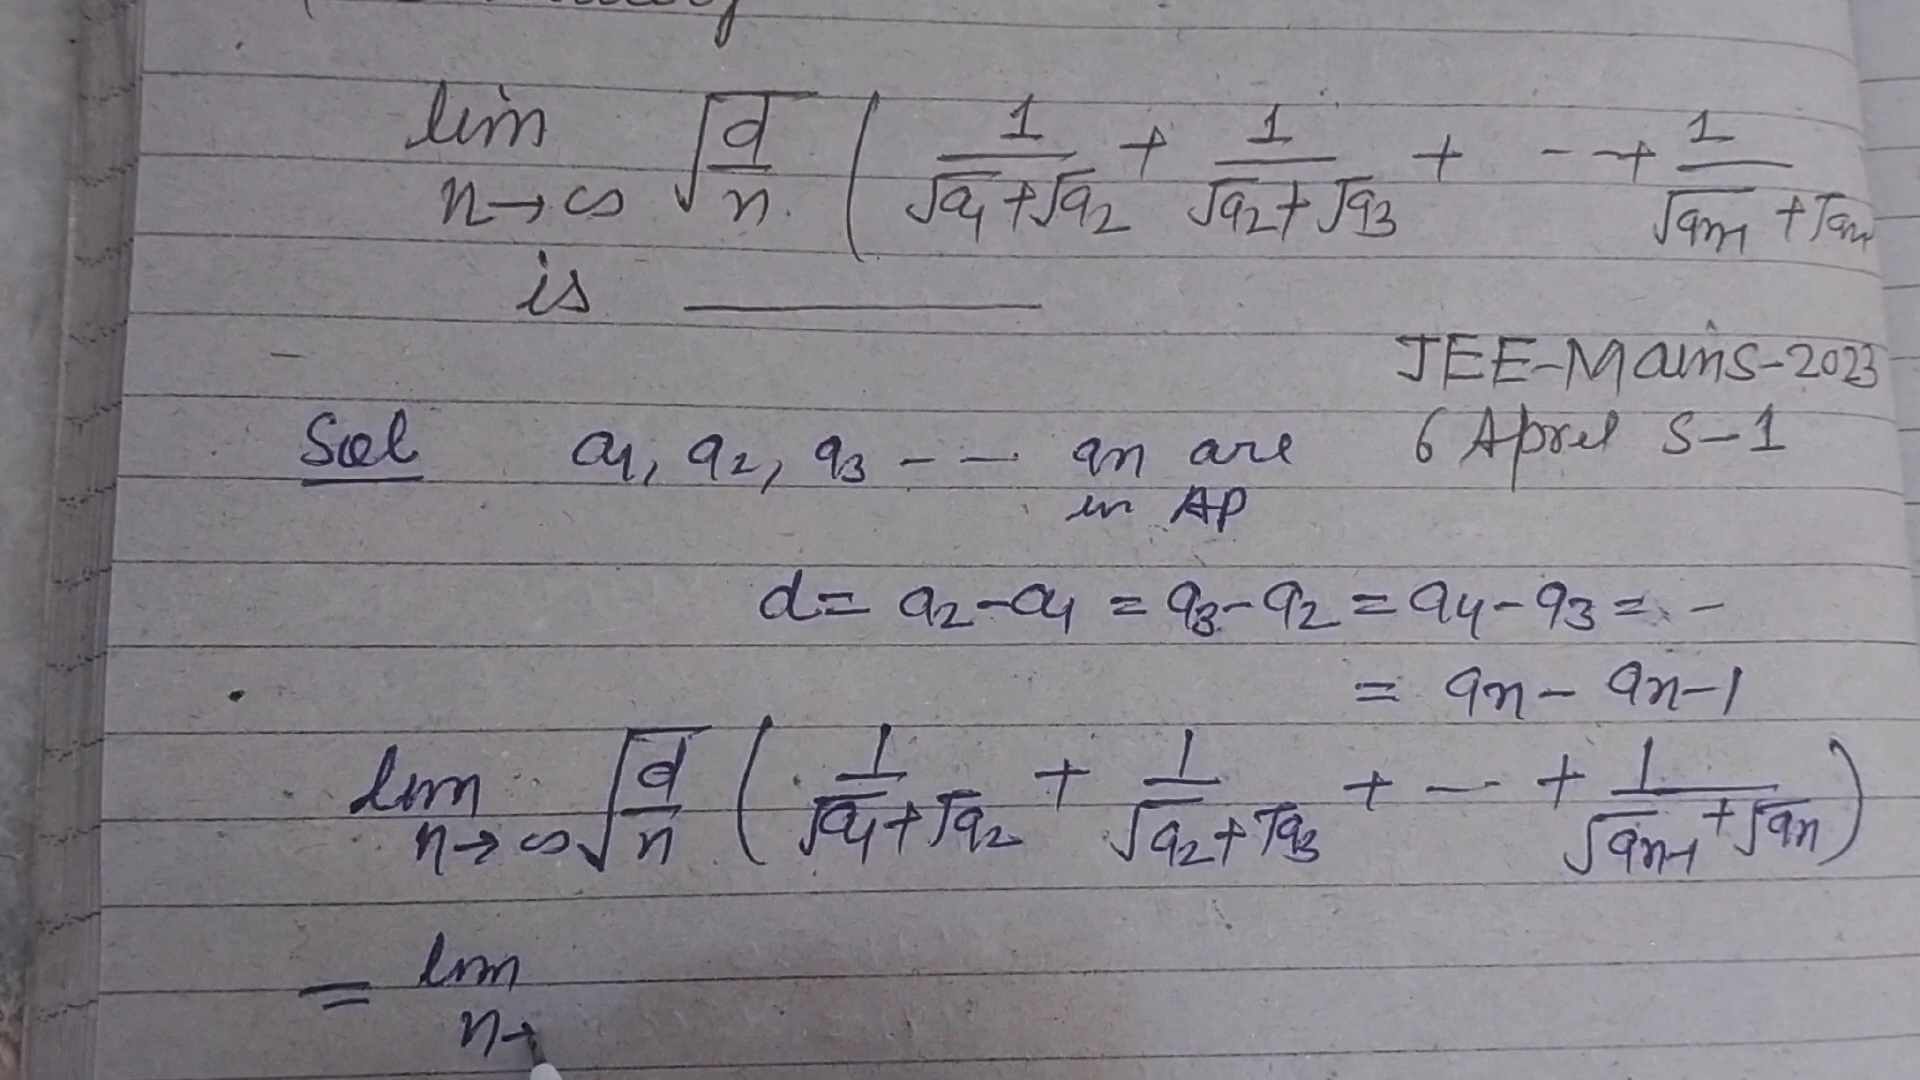 lim n→∞ √(d/n) ( 1/(√a1+√a2) + 1/(√a2+√a3) + - -+ 1/(√an-1 + √an
is ______
JEE-Mains-2023
6 April S-1
Sol a1, a2, a3 - - - an are
in AP
d = a2-a1 = a3-a2 = a4-a3 = - -
= an - an-1
lim n→∞ √(d/n) ( 1/(√a1+√a2) + 1/(√a2+√a3) + - - + 1/(√an-1 + √an) )
= lim n→